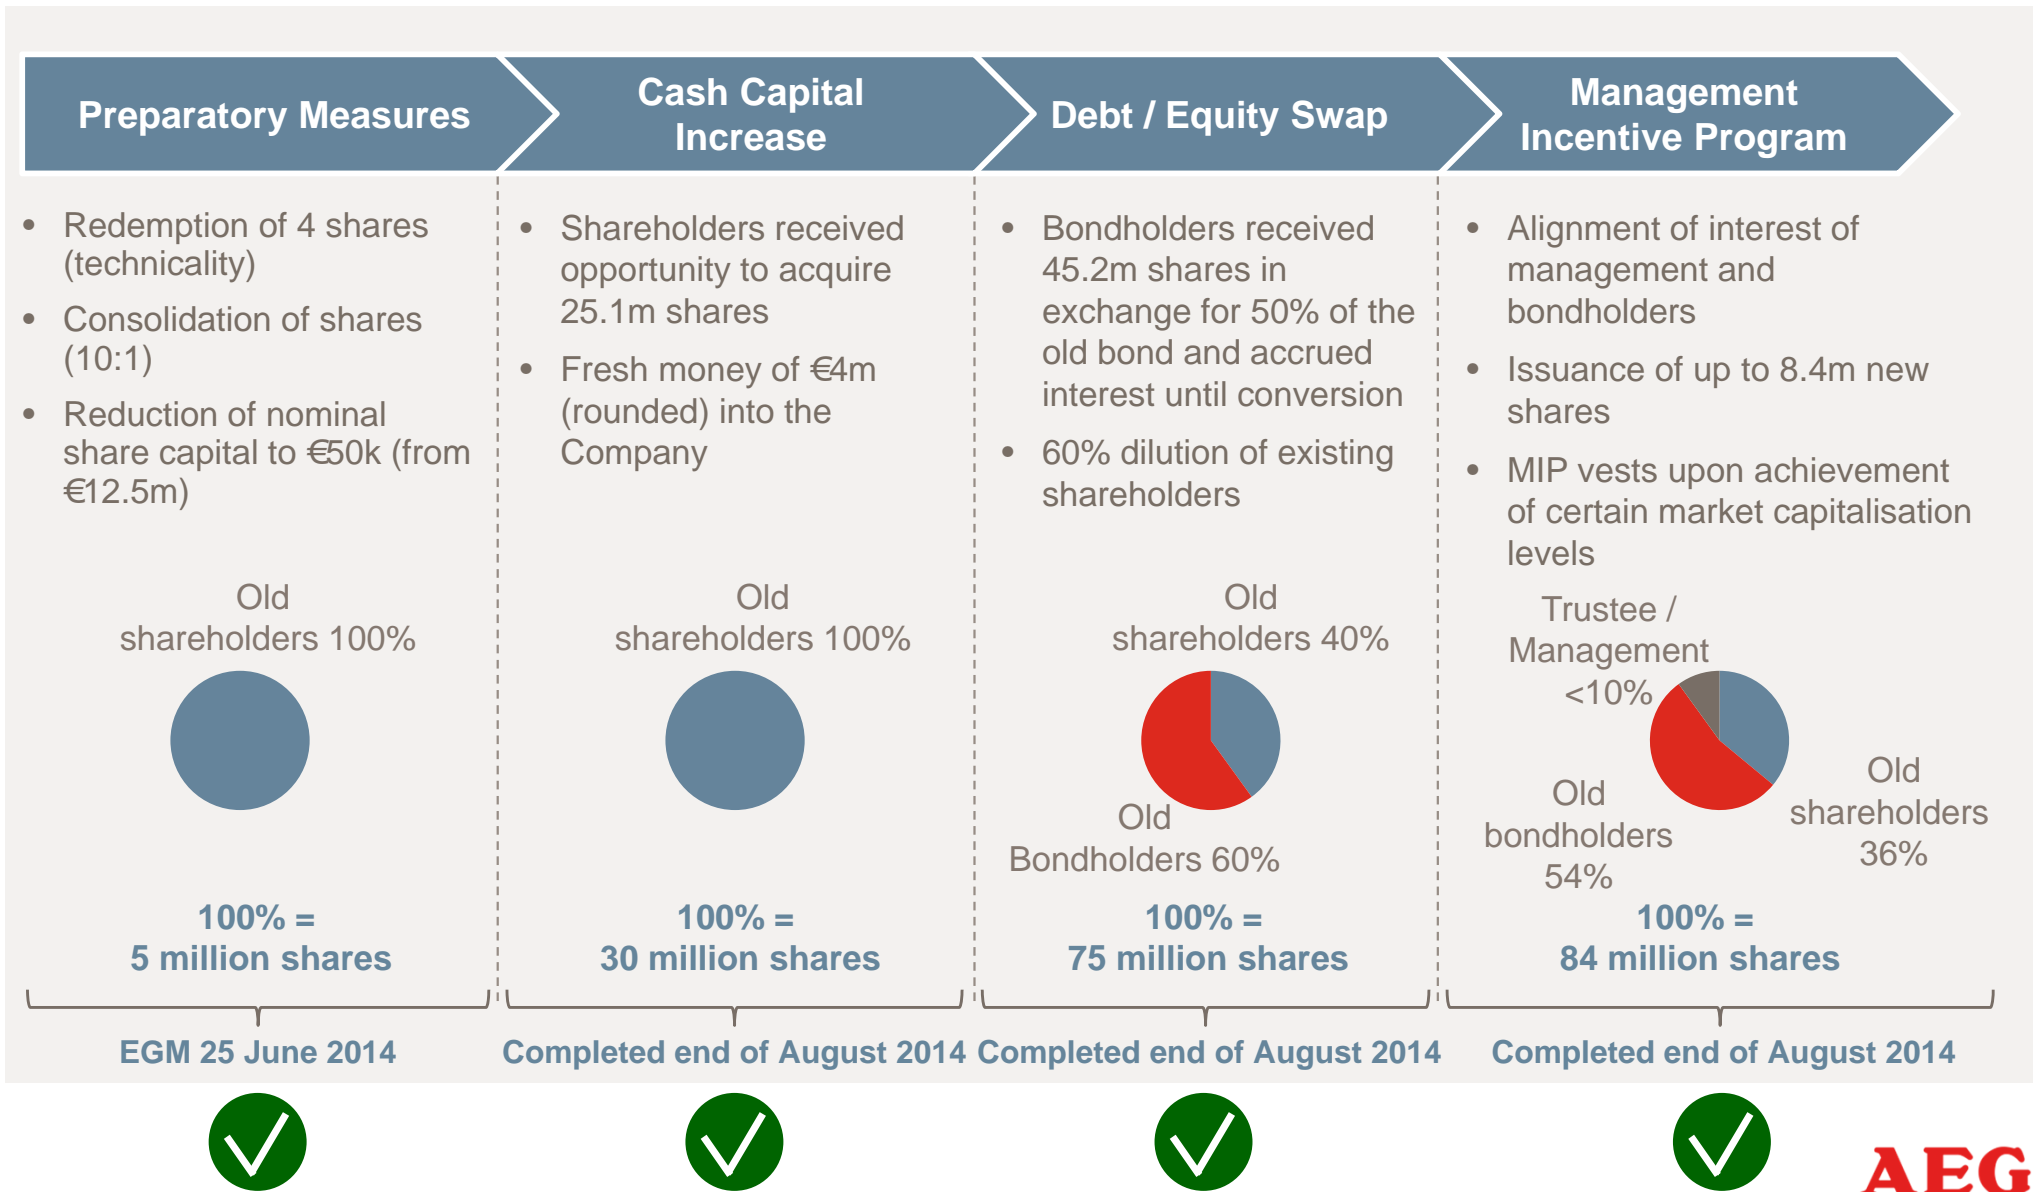 Preparatory Measures
Cash Capital
Increase
Debt / Equity Swap
Management
Incentive Program
• Redemption of 4 shares
(technicality)
• Consolidation of shares
(10:1)
• Reduction of nominal
share capital to €50k (from
€12.5m)
Old
shareholders 100%
100% =
5 million shares
EGM 25 June 2014
• Shareholders received
opportunity to acquire
25.1m shares
• Fresh money of €4m
(rounded) into the
Company
Old
shareholders 100%
100% =
30 million shares
Completed end of August 2014
• Bondholders received
45.2m shares in
exchange for 50% of the
old bond and accrued
interest until conversion
• 60% dilution of existing
shareholders
Old
shareholders 40%
Old
Bondholders 60%
100% =
75 million shares
Completed end of August 2014
• Alignment of interest of
management and
bondholders
• Issuance of up to 8.4m new
shares
• MIP vests upon achievement
of certain market capitalisation
levels
Trustee /
Management
<10%
Old
shareholders
36%
Old
bondholders
54%
100% =
84 million shares
Completed end of August 2014
AEG